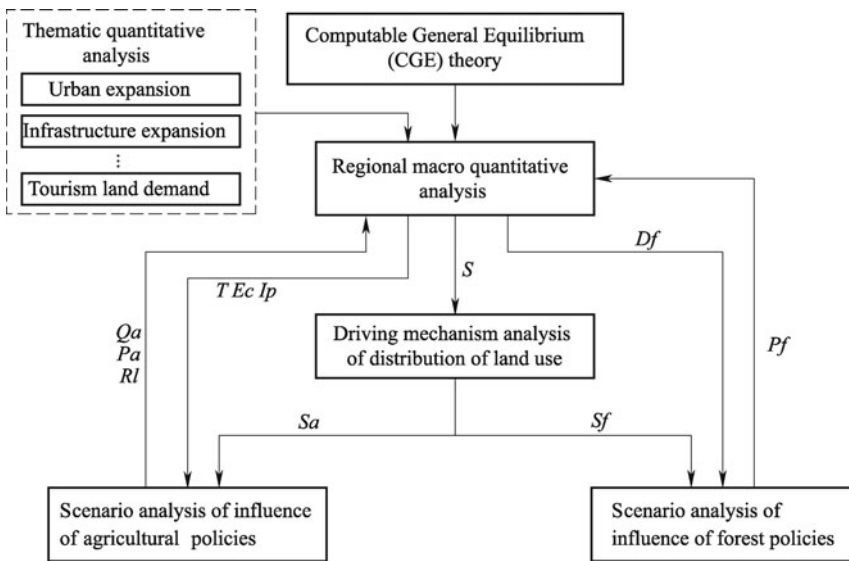 Thematic quantitative
analysis
Urban expansion
Infrastructure expansion
⋮
Tourism land demand
Computable General Equilibrium
(CGE) theory
Regional macro quantitative
analysis
T Ec Ip
S
Df
Qa
Pa
Rl
Pf
Driving mechanism analysis
of distribution of land use
Sa
Sf
Scenario analysis of influence
of agricultural policies
Scenario analysis of
influence of forest policies